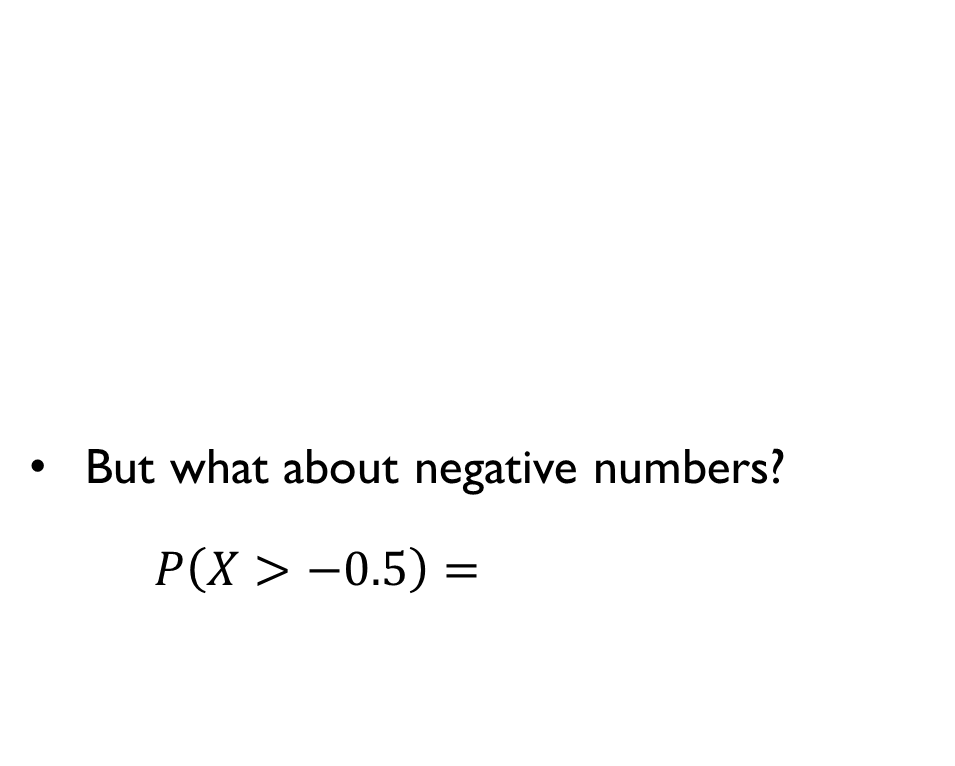 • But what about negative numbers?
𝑃(𝑋 > −0.5) =